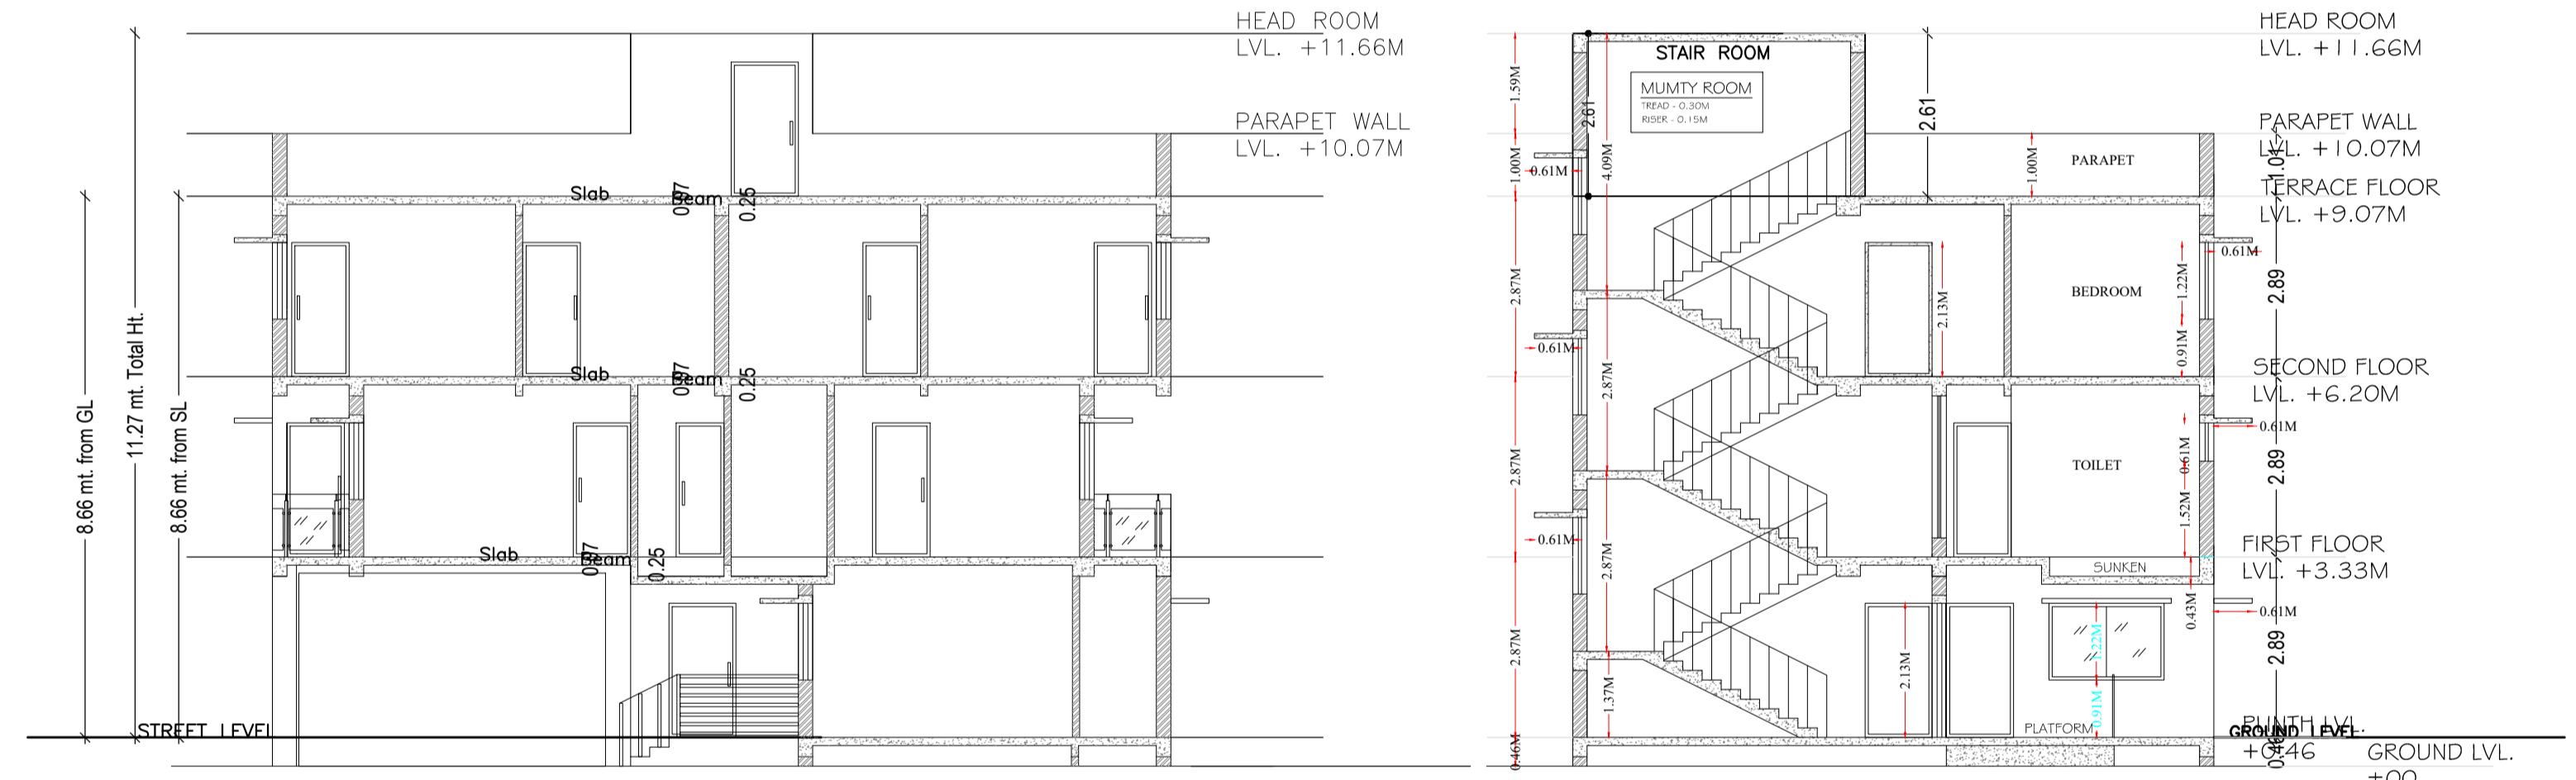 HEAD ROOM
LVL. +11.66M
PARAPET WALL
LVL. +10.07M
Slab
Beam
0.25
Slab
Beam
0.25
Slab
Beam
0.25
8.66 mt. from GL
11.27 mt. Total Ht.
8.66 mt. from SL
STREET LEVEL
HEAD ROOM
LVL. +11.66M
PARAPET WALL
LVL. +10.07M
TERRACE FLOOR
LVL. +9.07M
SECOND FLOOR
LVL. +6.20M
FIRST FLOOR
LVL. +3.33M
PLINTH LVL.
+0.46
GROUND LEVEL
GROUND LVL.
+00
STAIR ROOM
MUMTY ROOM
TREAD - 0.30M
RISER - 0.15M
2.61
2.61
1.59M
1.00M
4.09M
0.61M
2.87M
0.61M
2.87M
2.87M
0.61M
2.87M
2.87M
1.37M
0.46M
1.00M
PARAPET
BEDROOM
2.13M
1.22M
0.91M
0.61M
2.89
TOILET
0.61M
1.52M
0.61M
2.89
SUNKEN
0.43M
0.61M
2.13M
1.22M
0.91M
2.89
PLATFORM